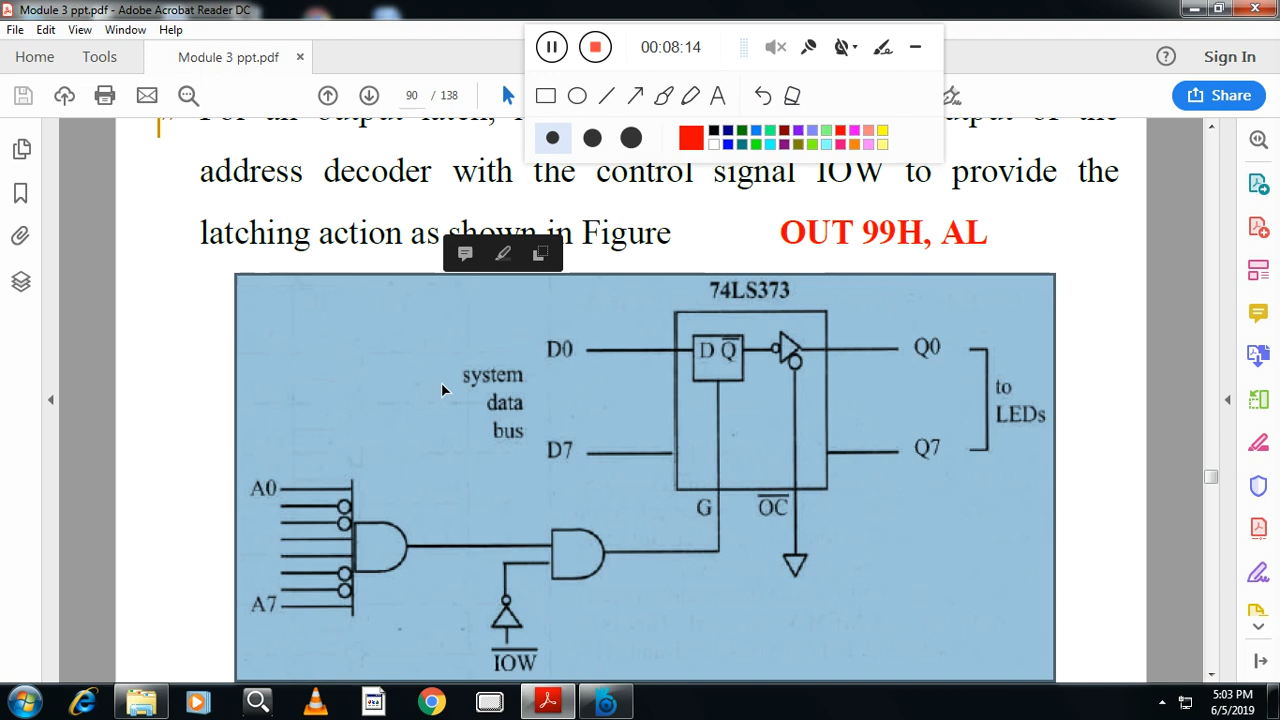 Module 3 ppt.pdf - Adobe Acrobat Reader DC
File Edit View Window Help
00:08:14
Home Tools Module 3 ppt.pdf × Sign In
90 / 138
Share
address decoder with the control signal IOW to provide the
latching action as shown in Figure OUT 99H, AL
74LS373
D0 D Q̅ Q0
system
data
bus
to
LEDs
D7 Q7
A0
G O̅C̅
A7
I̅O̅W̅
5:03 PM
6/5/2019